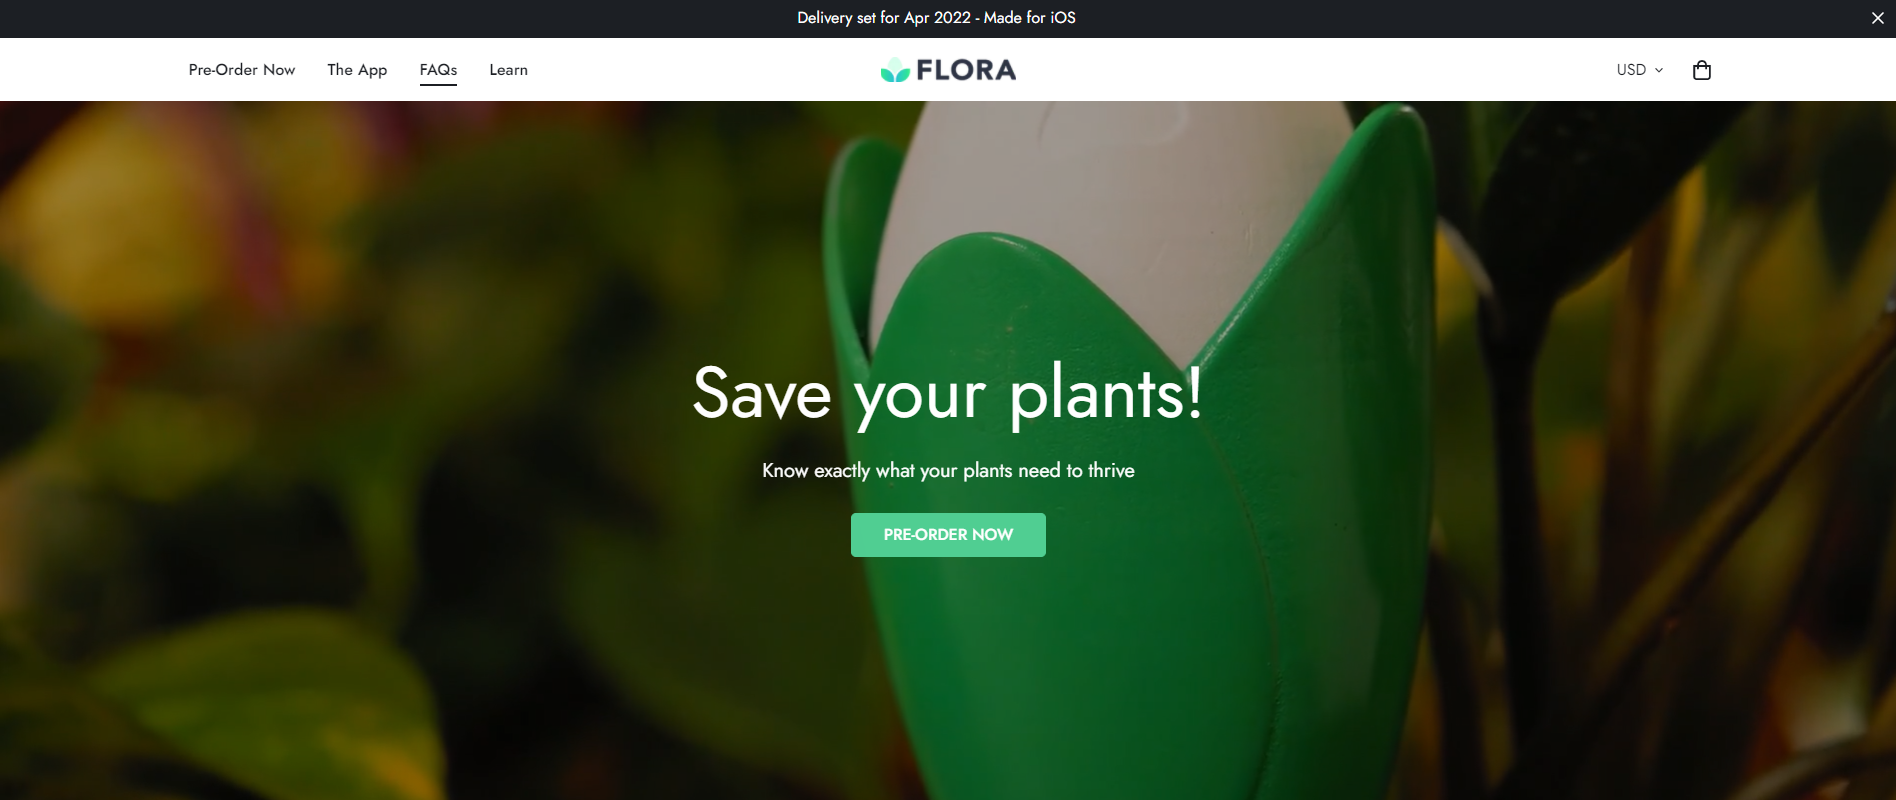 Delivery set for Apr 2022 - Made for iOS
Pre-Order Now The App FAQs Learn
FLORA
USD
Save your plants!
Know exactly what your plants need to thrive
PRE-ORDER NOW